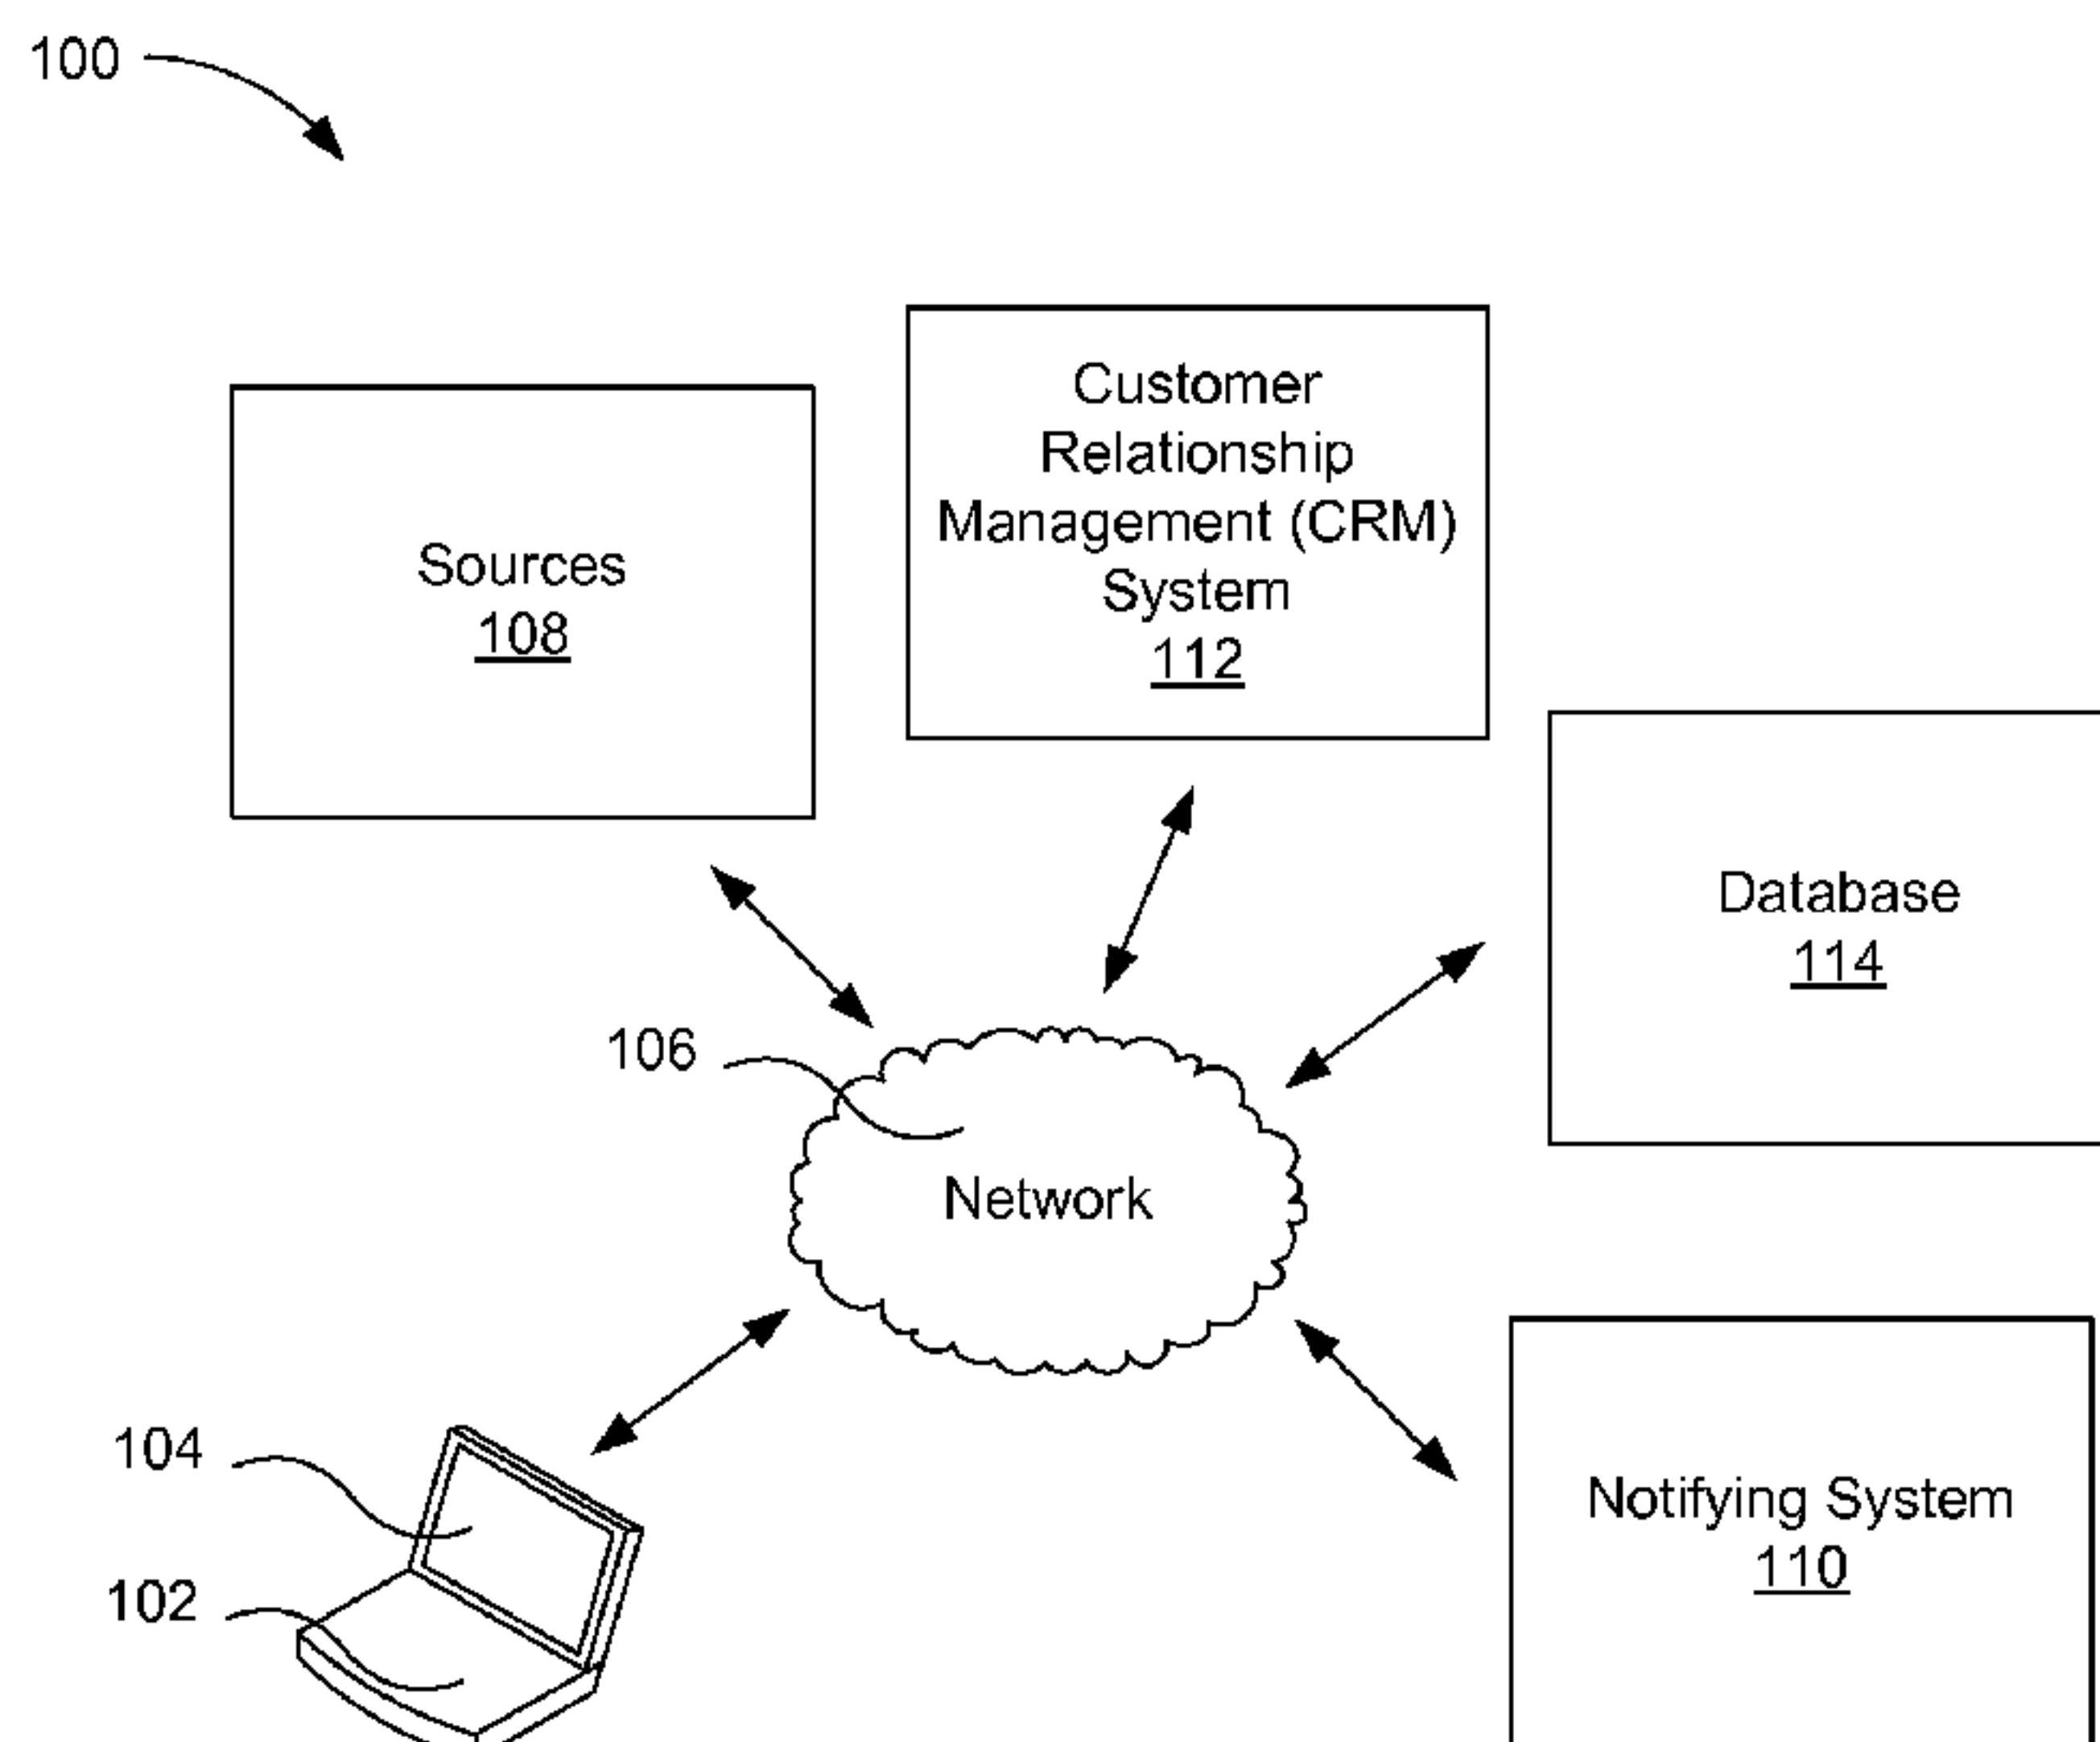 100
Customer
Relationship
Management (CRM)
System
112
Sources
108
Database
114
106
Network
104
102
Notifying System
110